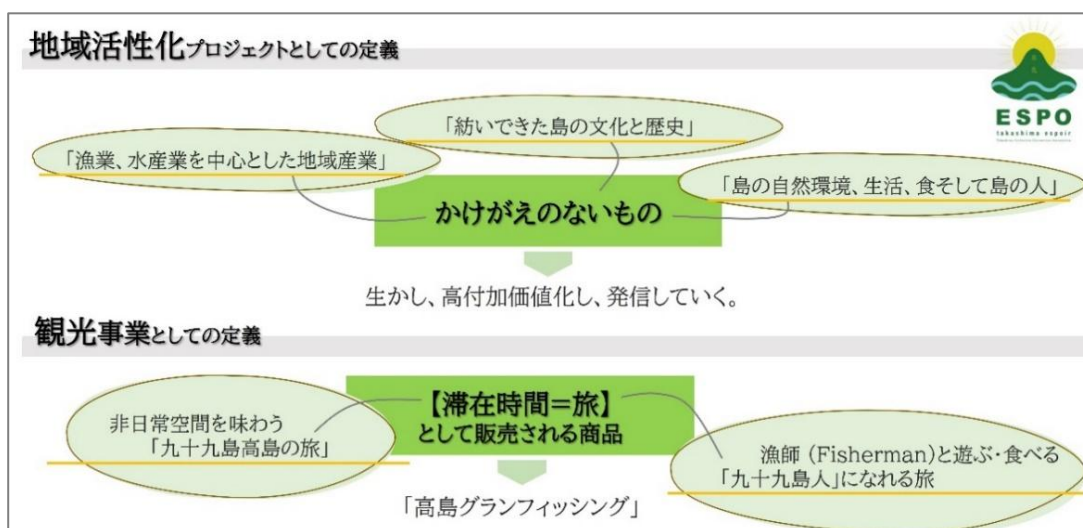 地域活性化プロジェクトとしての定義
ESPO
takashima espoir
「紡いできた島の文化と歴史」
「漁業、水産業を中心とした地域産業」
「島の自然環境、生活、食そして島の人」
かけがえのないもの
生かし、高付加価値化し、発信していく。
観光事業としての定義
【滞在時間=旅】
として販売される商品
非日常空間を味わう
「九十九島高島の旅」
漁師 (Fisherman)と遊ぶ・食べる
「九十九島人」になれる旅
「高島グランフィッシング」